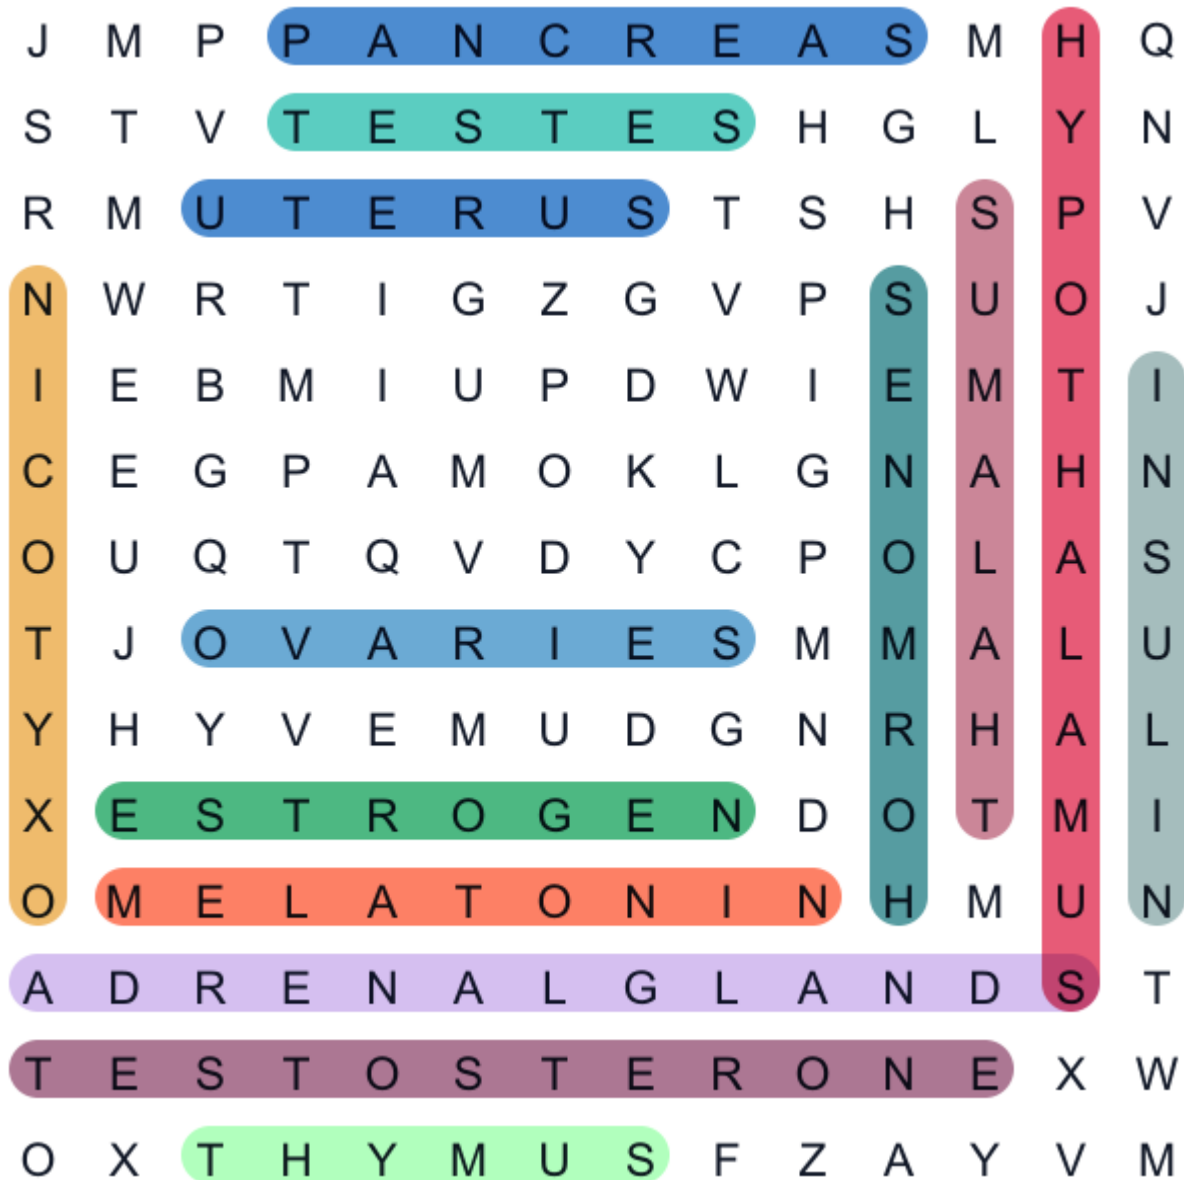 J M P P A N C R E A S M H Q
S T V T E S T E S H G L Y N
R M U T E R U S T S H S P V
N W R T I G Z G V P S U O J
I E B M I U P D W I E M T I
C E G P A M O K L G N A H N
O U Q T Q V D Y C P O L A S
T J O V A R I E S M M A L U
Y H Y V E M U D G N R H A L
X E S T R O G E N D O T M I
O M E L A T O N I N H M U N
A D R E N A L G L A N D S T
T E S T O S T E R O N E X W
O X T H Y M U S F Z A Y V M